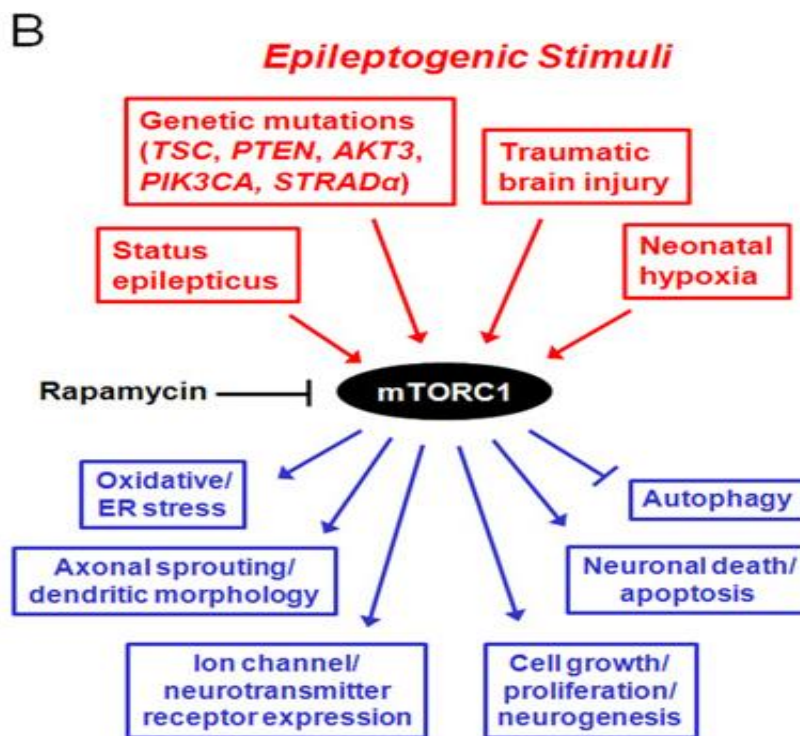 B
Epileptogenic Stimuli
Genetic mutations
(TSC, PTEN, AKT3,
PIK3CA, STRADα)
Traumatic
brain injury
Status
epilepticus
Neonatal
hypoxia
Rapamycin
mTORC1
Oxidative/
ER stress
Autophagy
Axonal sprouting/
dendritic morphology
Neuronal death/
apoptosis
Ion channel/
neurotransmitter
receptor expression
Cell growth/
proliferation/
neurogenesis